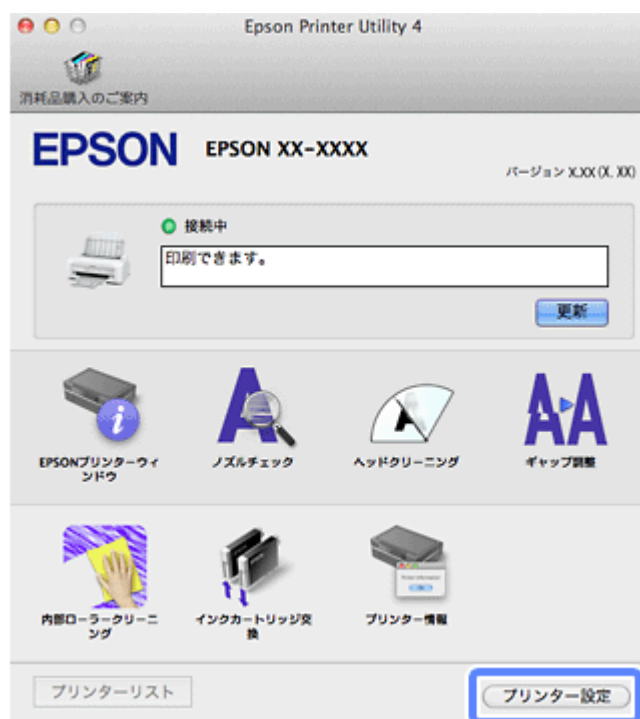 Epson Printer Utility 4
消耗品購入のご案内
EPSON
EPSON XX-XXXX
バージョン X.XX (X. XX)
接続中
印刷できます。
更新
EPSONプリンターウィ
ンドウ
ノズルチェック
ヘッドクリーニング
ギャップ調整
内部ローラークリーニ
ング
インクカートリッジ交
換
プリンター情報
プリンターリスト
プリンター設定